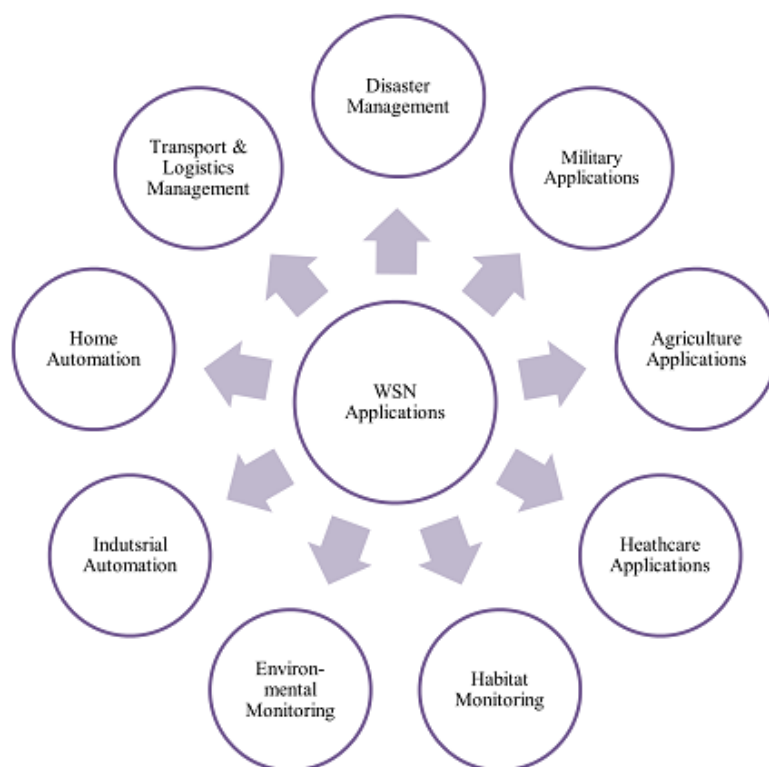 Disaster
Management
Military
Applications
Agriculture
Applications
Heathcare
Applications
Habitat
Monitoring
Environ-
mental
Monitoring
Indutsrial
Automation
Home
Automation
Transport &
Logistics
Management
WSN
Applications